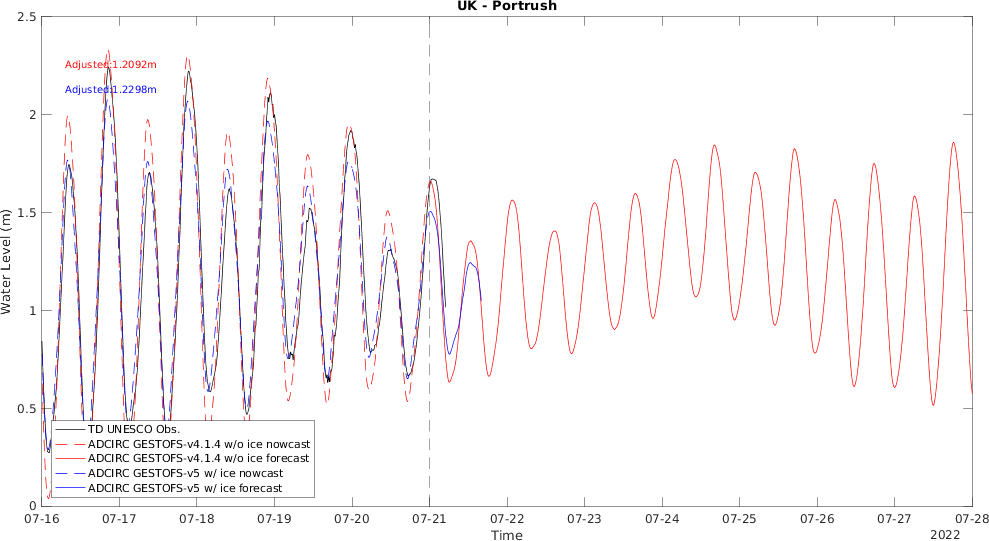 UK - Portrush
2.5
2
1.5
1
0.5
0
Water Level (m)
Adjusted:1.2092m
Adjusted:1.2298m
TD UNESCO Obs.
ADCIRC GESTOFS-v4.1.4 w/o ice nowcast
ADCIRC GESTOFS-v4.1.4 w/o ice forecast
ADCIRC GESTOFS-v5 w/ ice nowcast
ADCIRC GESTOFS-v5 w/ ice forecast
07-16 07-17 07-18 07-19 07-20 07-21 07-22 07-23 07-24 07-25 07-26 07-27 07-28
Time
2022